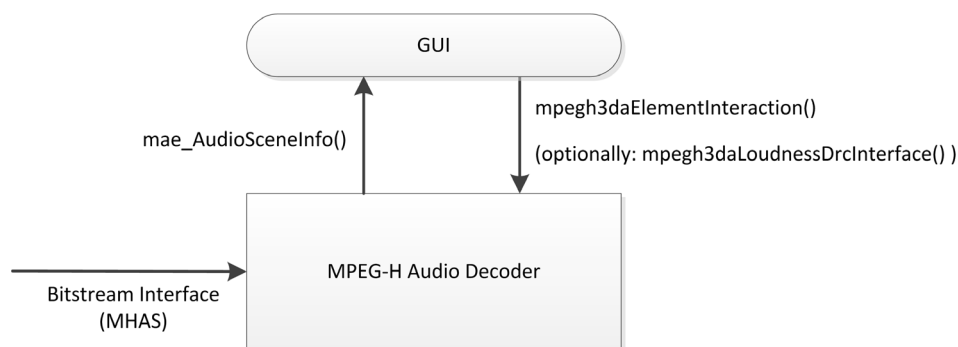 GUI
mae_AudioSceneInfo()
mpegh3daElementInteraction()
(optionally: mpegh3daLoudnessDrcInterface() )
MPEG-H Audio Decoder
Bitstream Interface
(MHAS)